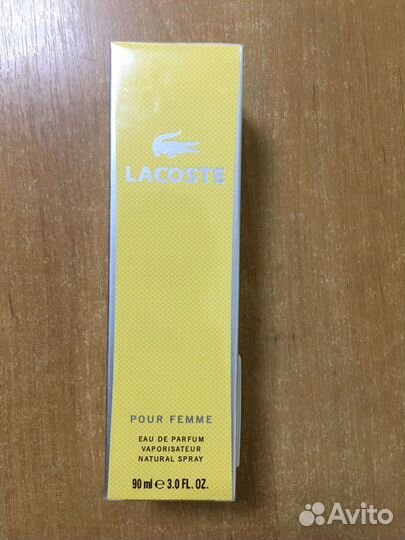 LACOSTE
POUR FEMME
EAU DE PARFUM
VAPORISATEUR
NATURAL SPRAY
90 ml ℮ 3.0 FL. OZ.
Avito